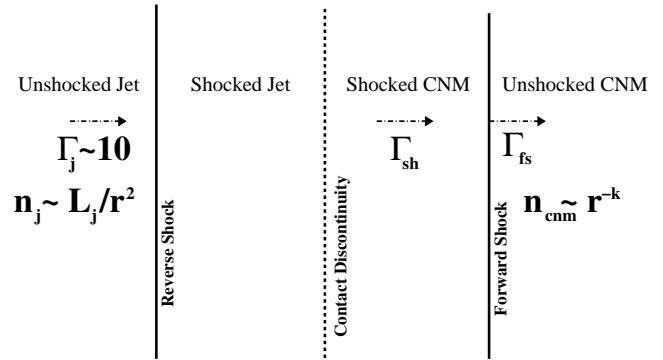 Unshocked Jet
Shocked Jet
Shocked CNM
Unshocked CNM
Γj~10
Γsh
Γfs
nj~ Lj/r²
ncnm~ r⁻ᵏ
Reverse Shock
Contact Discontinuity
Forward Shock